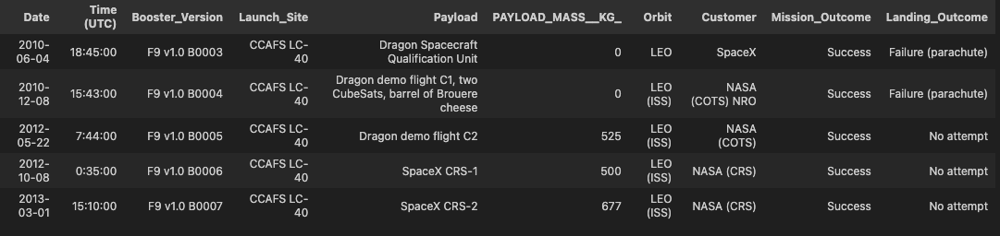 Date Time (UTC) Booster_Version Launch_Site Payload PAYLOAD_MASS__KG_ Orbit Customer Mission_Outcome Landing_Outcome
2010-06-04 18:45:00 F9 v1.0 B0003 CCAFS LC-40 Dragon Spacecraft Qualification Unit 0 LEO SpaceX Success Failure (parachute)
2010-12-08 15:43:00 F9 v1.0 B0004 CCAFS LC-40 Dragon demo flight C1, two CubeSats, barrel of Brouere cheese 0 LEO (ISS) NASA (COTS) NRO Success Failure (parachute)
2012-05-22 7:44:00 F9 v1.0 B0005 CCAFS LC-40 Dragon demo flight C2 525 LEO (ISS) NASA (COTS) Success No attempt
2012-10-08 0:35:00 F9 v1.0 B0006 CCAFS LC-40 SpaceX CRS-1 500 LEO (ISS) NASA (CRS) Success No attempt
2013-03-01 15:10:00 F9 v1.0 B0007 CCAFS LC-40 SpaceX CRS-2 677 LEO (ISS) NASA (CRS) Success No attempt